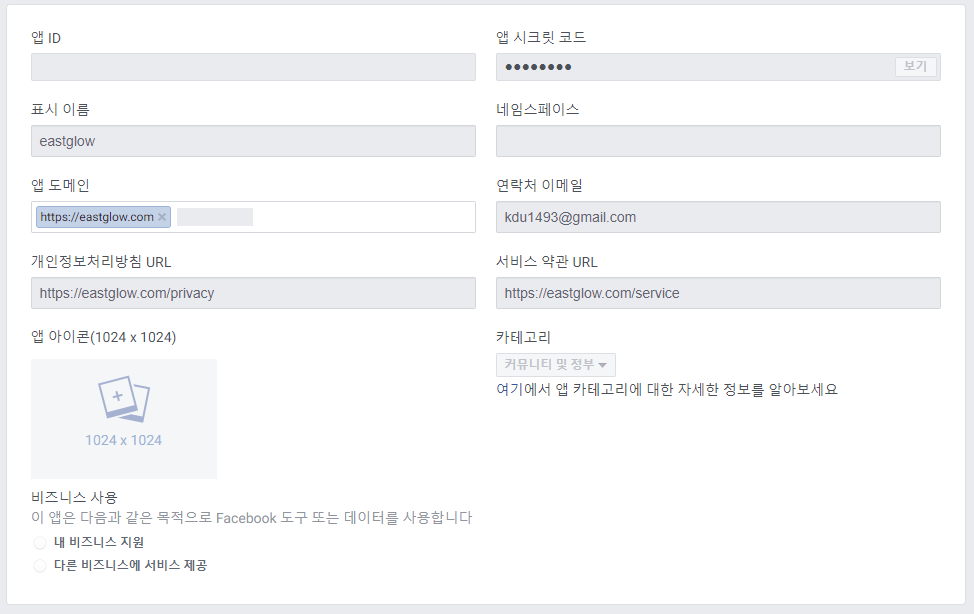 앱 ID
앱 시크릿 코드
●●●●●●●●
보기
표시 이름
네임스페이스
eastglow
앱 도메인
연락처 이메일
https://eastglow.com ×
kdu1493@gmail.com
개인정보처리방침 URL
서비스 약관 URL
https://eastglow.com/privacy
https://eastglow.com/service
앱 아이콘(1024 x 1024)
카테고리
커뮤니티 및 정부
여기에서 앱 카테고리에 대한 자세한 정보를 알아보세요
1024 x 1024
비즈니스 사용
이 앱은 다음과 같은 목적으로 Facebook 도구 또는 데이터를 사용합니다
내 비즈니스 지원
다른 비즈니스에 서비스 제공